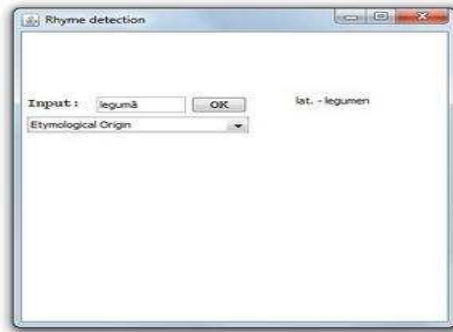 Rhyme detection
Input: legumă OK lat. - legumen
Etymological Origin